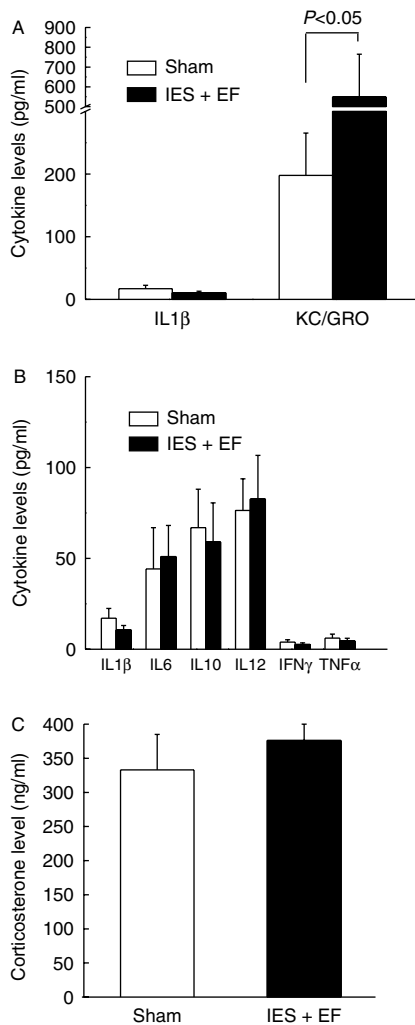 A
P<0.05
Cytokine levels (pg/ml)
900
800
700
600
500
200
100
0
Sham
IES + EF
IL1β
KC/GRO
B
Cytokine levels (pg/ml)
150
100
50
0
Sham
IES + EF
IL1β IL6 IL10 IL12 IFNγ TNFα
C
Corticosterone level (ng/ml)
400
350
300
250
200
150
100
50
0
Sham
IES + EF